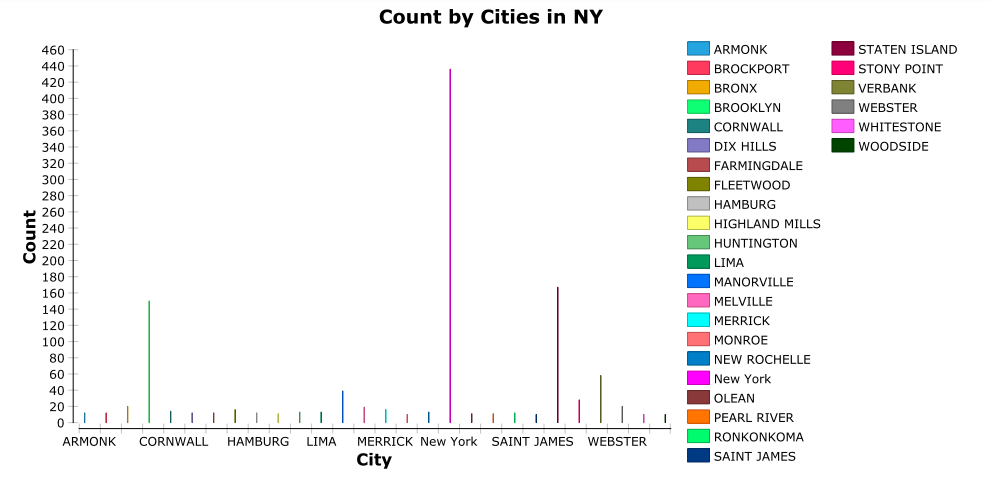 Count by Cities in NY
Count
460
440
420
400
380
360
340
320
300
280
260
240
220
200
180
160
140
120
100
80
60
40
20
0
ARMONK CORNWALL HAMBURG LIMA MERRICK New York SAINT JAMES WEBSTER
City
ARMONK
BROCKPORT
BRONX
BROOKLYN
CORNWALL
DIX HILLS
FARMINGDALE
FLEETWOOD
HAMBURG
HIGHLAND MILLS
HUNTINGTON
LIMA
MANORVILLE
MELVILLE
MERRICK
MONROE
NEW ROCHELLE
New York
OLEAN
PEARL RIVER
RONKONKOMA
SAINT JAMES
STATEN ISLAND
STONY POINT
VERBANK
WEBSTER
WHITESTONE
WOODSIDE